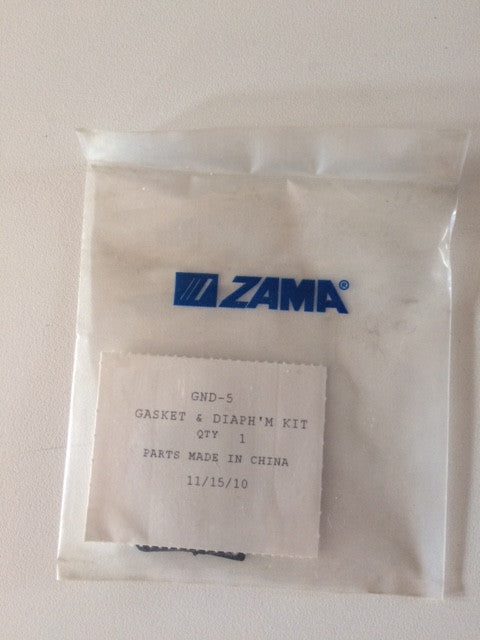 ZAMA®
GND-5
GASKET & DIAPH'M KIT
QTY 1
PARTS MADE IN CHINA
11/15/10